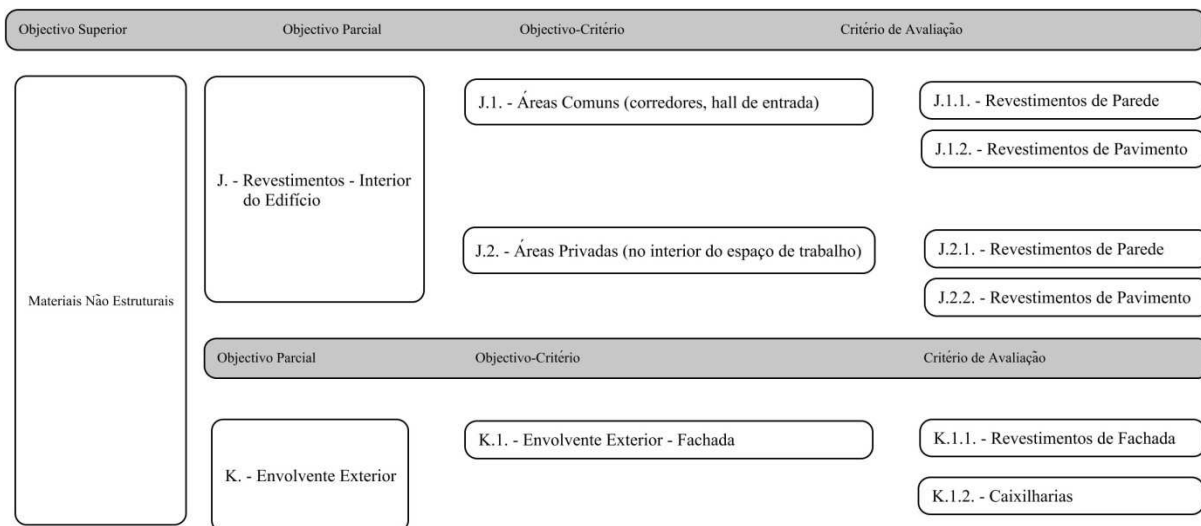 Objectivo Superior
Objectivo Parcial
Objectivo-Critério
Critério de Avaliação
Materiais Não Estruturais
J. - Revestimentos - Interior
do Edifício
J.1. - Áreas Comuns (corredores, hall de entrada)
J.1.1. - Revestimentos de Parede
J.1.2. - Revestimentos de Pavimento
J.2. - Áreas Privadas (no interior do espaço de trabalho)
J.2.1. - Revestimentos de Parede
J.2.2. - Revestimentos de Pavimento
Objectivo Parcial
Objectivo-Critério
Critério de Avaliação
K. - Envolvente Exterior
K.1. - Envolvente Exterior - Fachada
K.1.1. - Revestimentos de Fachada
K.1.2. - Caixilharias